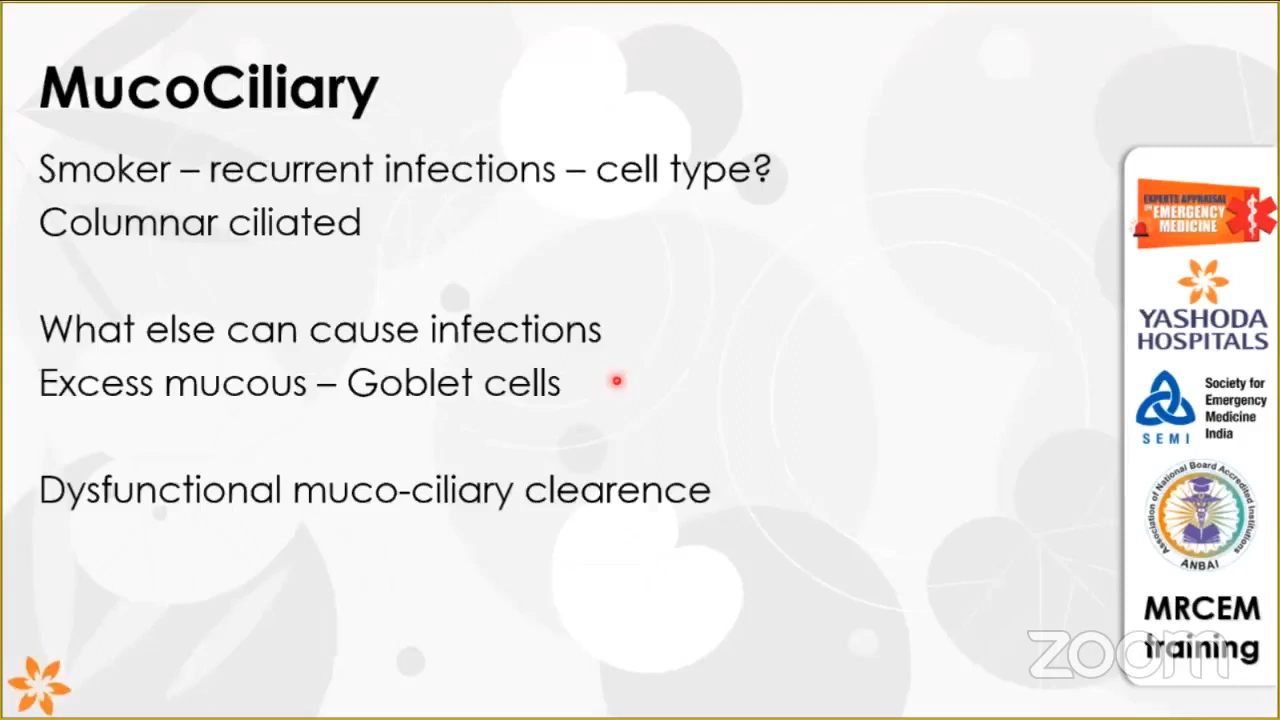 MucoCiliary
Smoker – recurrent infections – cell type?
Columnar ciliated
What else can cause infections
Excess mucous – Goblet cells
Dysfunctional muco-ciliary clearence
EXPERTS APPRAISAL
IN EMERGENCY
MEDICINE
YASHODA
HOSPITALS
SEMI
Society for
Emergency
Medicine
India
Association of National Board Accredited Institutions
ANBAI
MRCEM
training
zoom